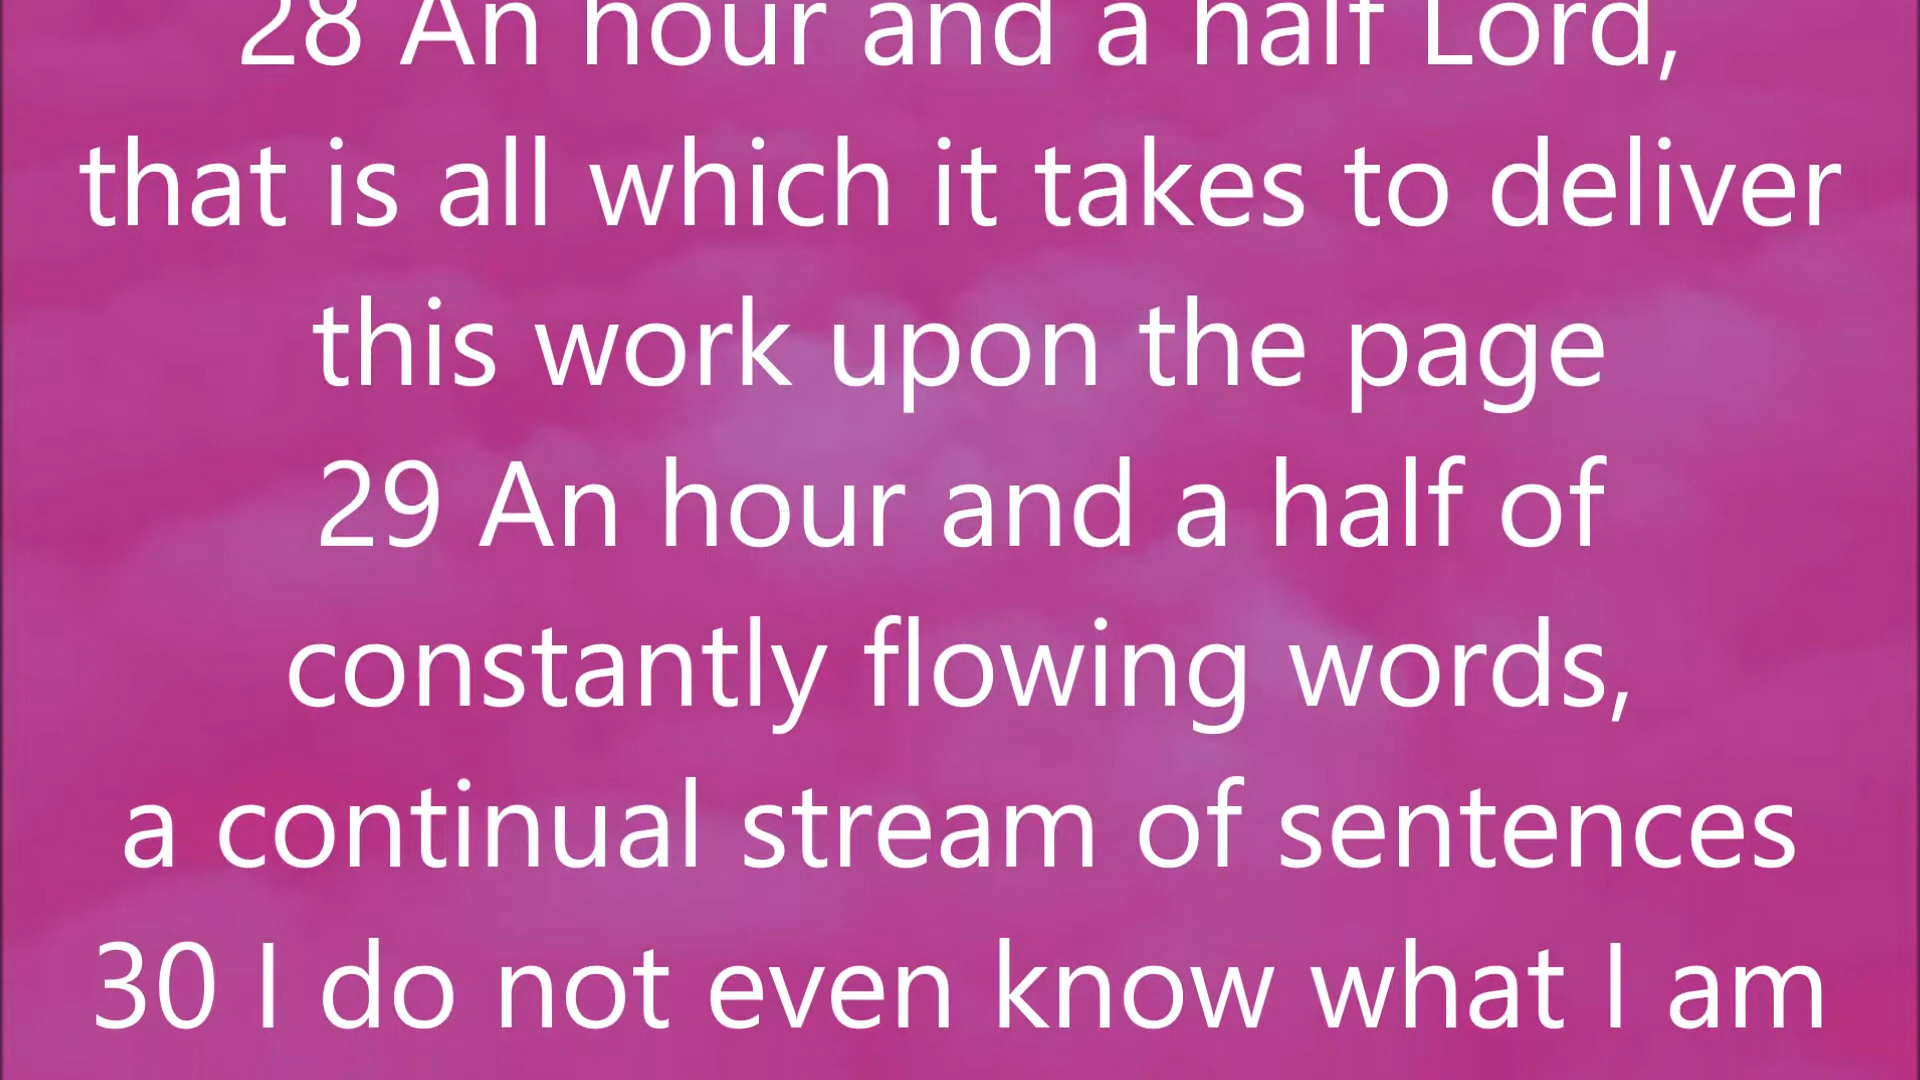 28 An hour and a half Lord,
that is all which it takes to deliver
this work upon the page
29 An hour and a half of
constantly flowing words,
a continual stream of sentences
30 I do not even know what I am